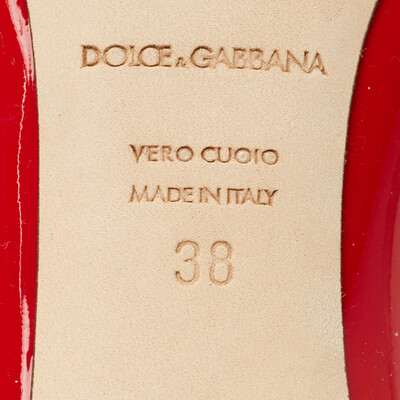 DOLCE&GABBANA
VERO CUOIO
MADE IN ITALY
38